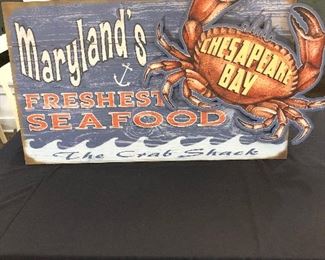 Maryland's
CHESAPEAKE
BAY
FRESHEST
SEAFOOD
The Crab Shack